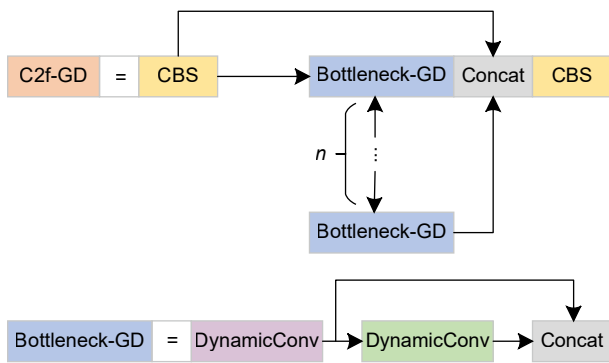 C2f-GD = CBS Bottleneck-GD Concat CBS
n ...
Bottleneck-GD
Bottleneck-GD = DynamicConv DynamicConv Concat